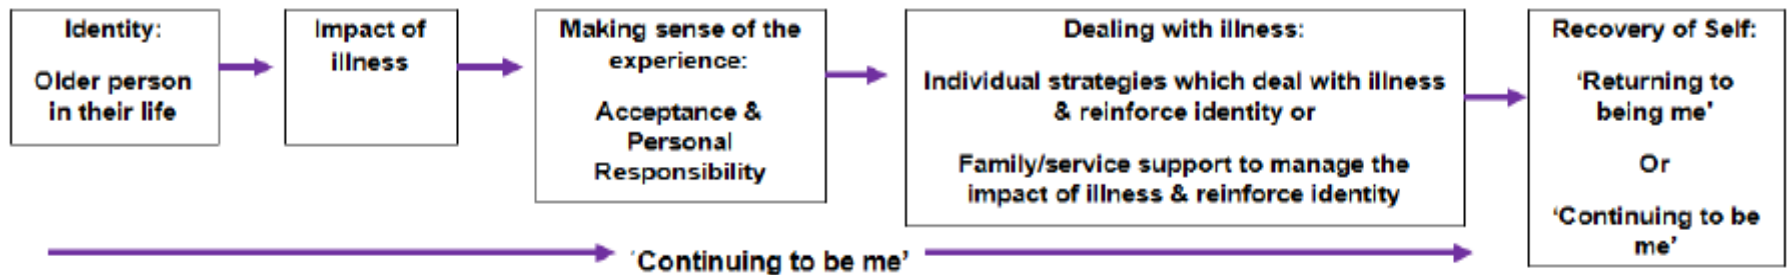 Identity:
Older person
in their life
Impact of
illness
Making sense of the
experience:
Acceptance &
Personal
Responsibility
Dealing with illness:
Individual strategies which deal with illness
& reinforce identity or
Family/service support to manage the
impact of illness & reinforce identity
Recovery of Self:
‘Returning to
being me’
Or
‘Continuing to be
me’
‘Continuing to be me’